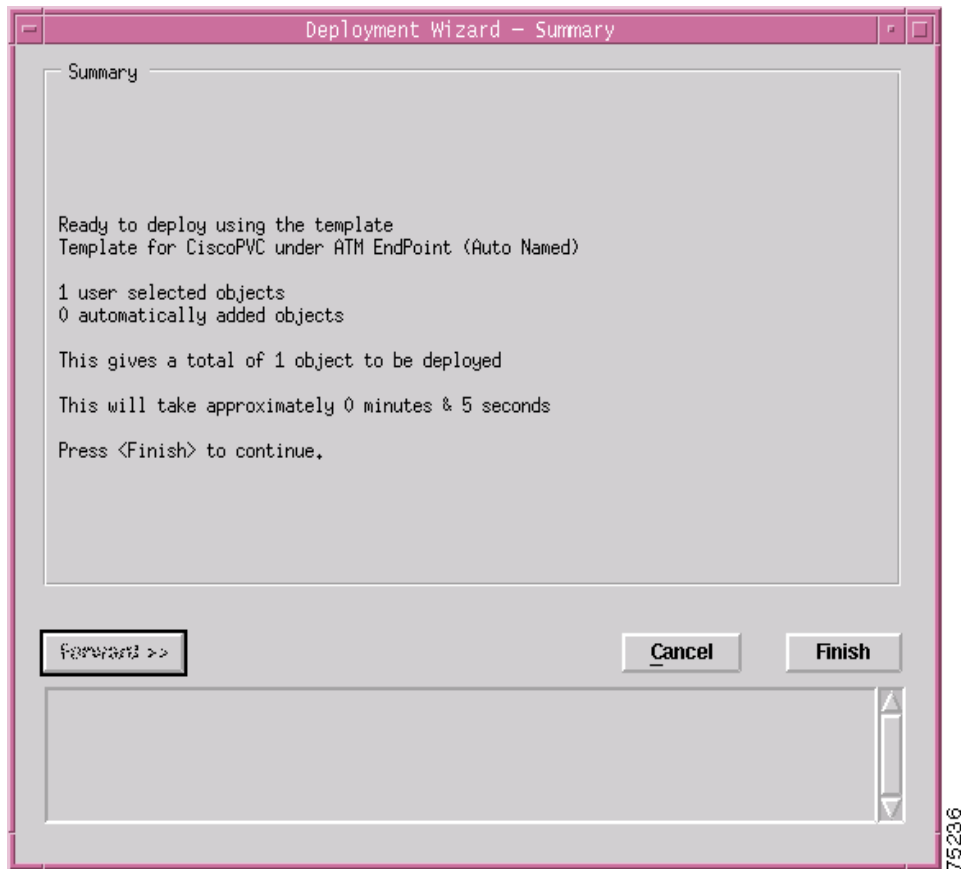 Deployment Wizard – Summary
Summary
Ready to deploy using the template
Template for CiscoPVC under ATM EndPoint (Auto Named)
1 user selected objects
0 automatically added objects
This gives a total of 1 object to be deployed
This will take approximately 0 minutes & 5 seconds
Press <Finish> to continue.
Forward >>
Cancel
Finish
75236